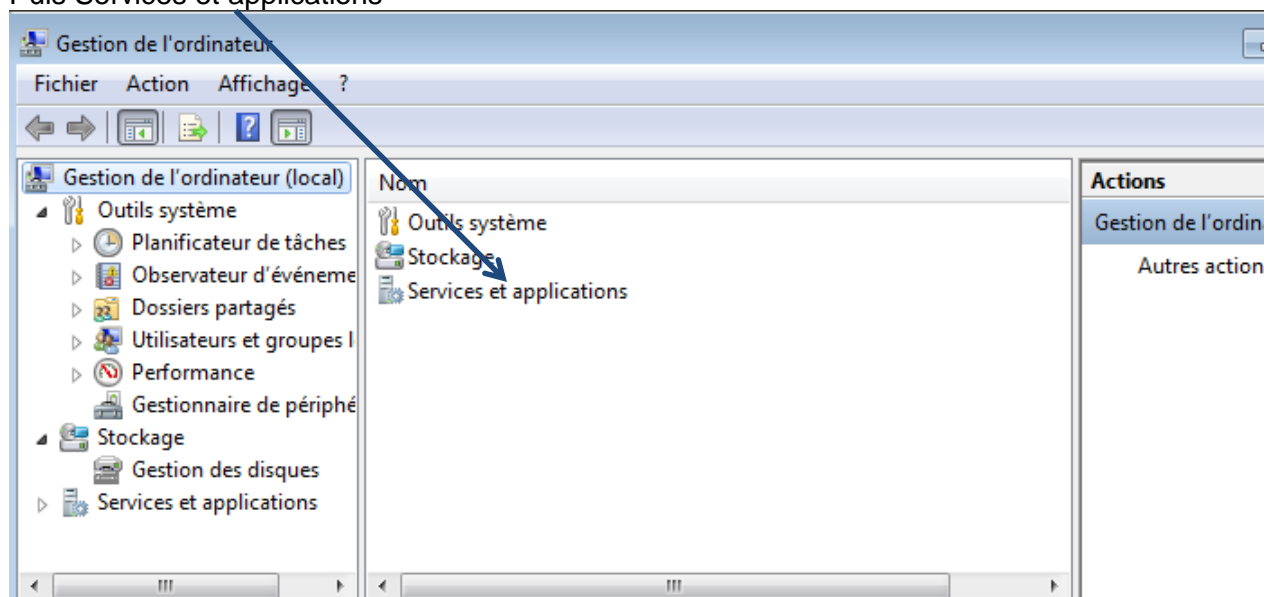 Puis Services et applications
Gestion de l'ordinateur
Fichier Action Affichage ?
Gestion de l'ordinateur (local)
Outils système
Planificateur de tâches
Observateur d'événeme
Dossiers partagés
Utilisateurs et groupes l
Performance
Gestionnaire de périphé
Stockage
Gestion des disques
Services et applications
Nom
Outils système
Stockage
Services et applications
Actions
Gestion de l'ordin
Autres action